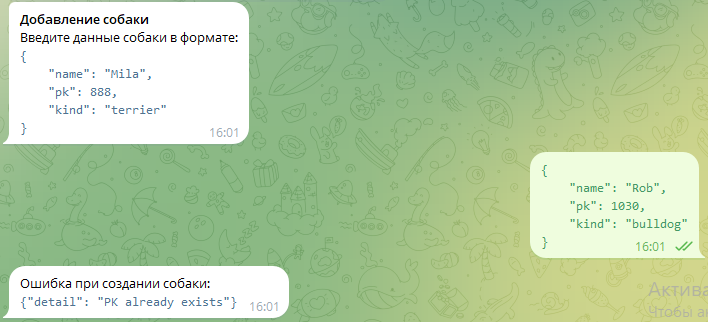 Добавление собаки
Введите данные собаки в формате:
{
    "name": "Mila",
    "pk": 888,
    "kind": "terrier"
}
16:01
{
    "name": "Rob",
    "pk": 1030,
    "kind": "bulldog"
}
16:01
Ошибка при создании собаки:
{"detail": "PK already exists"}
16:01